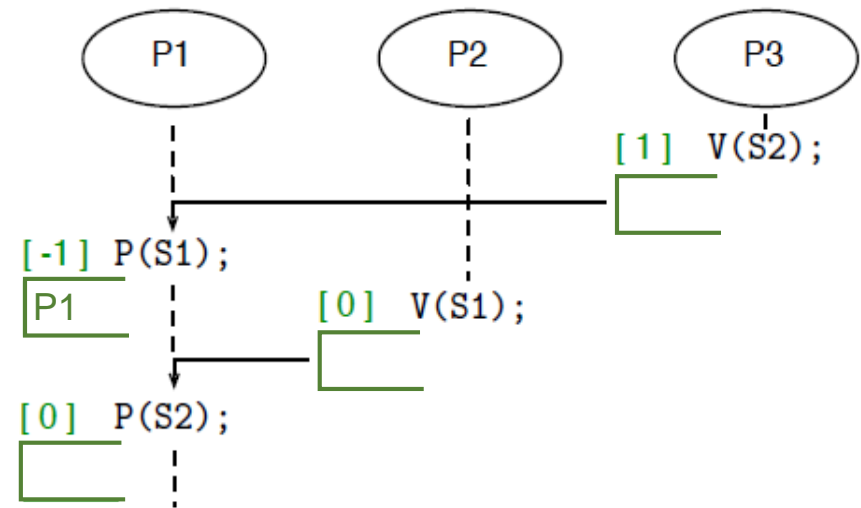 P1 P2 P3
[1] V(S2);
[-1] P(S1);
P1
[0] V(S1);
[0] P(S2);